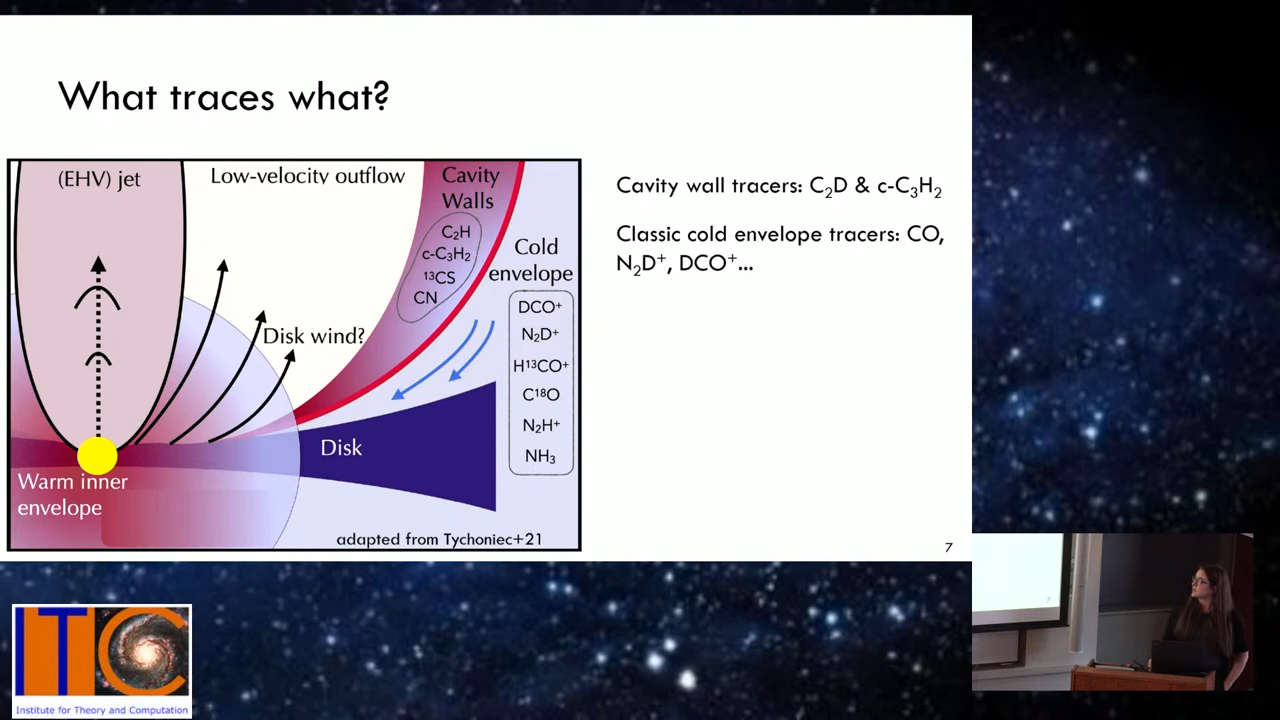 What traces what?
(EHV) jet
Low-velocity outflow
Cavity
Walls
C₂H
c-C₃H₂
¹³CS
CN
Cold
envelope
DCO⁺
N₂D⁺
H¹³CO⁺
C¹⁸O
N₂H⁺
NH₃
Disk wind?
Disk
Warm inner
envelope
adapted from Tychoniec+21
Cavity wall tracers: C₂D & c-C₃H₂
Classic cold envelope tracers: CO,
N₂D⁺, DCO⁺...
7
7
ITC
Institute for Theory and Computation